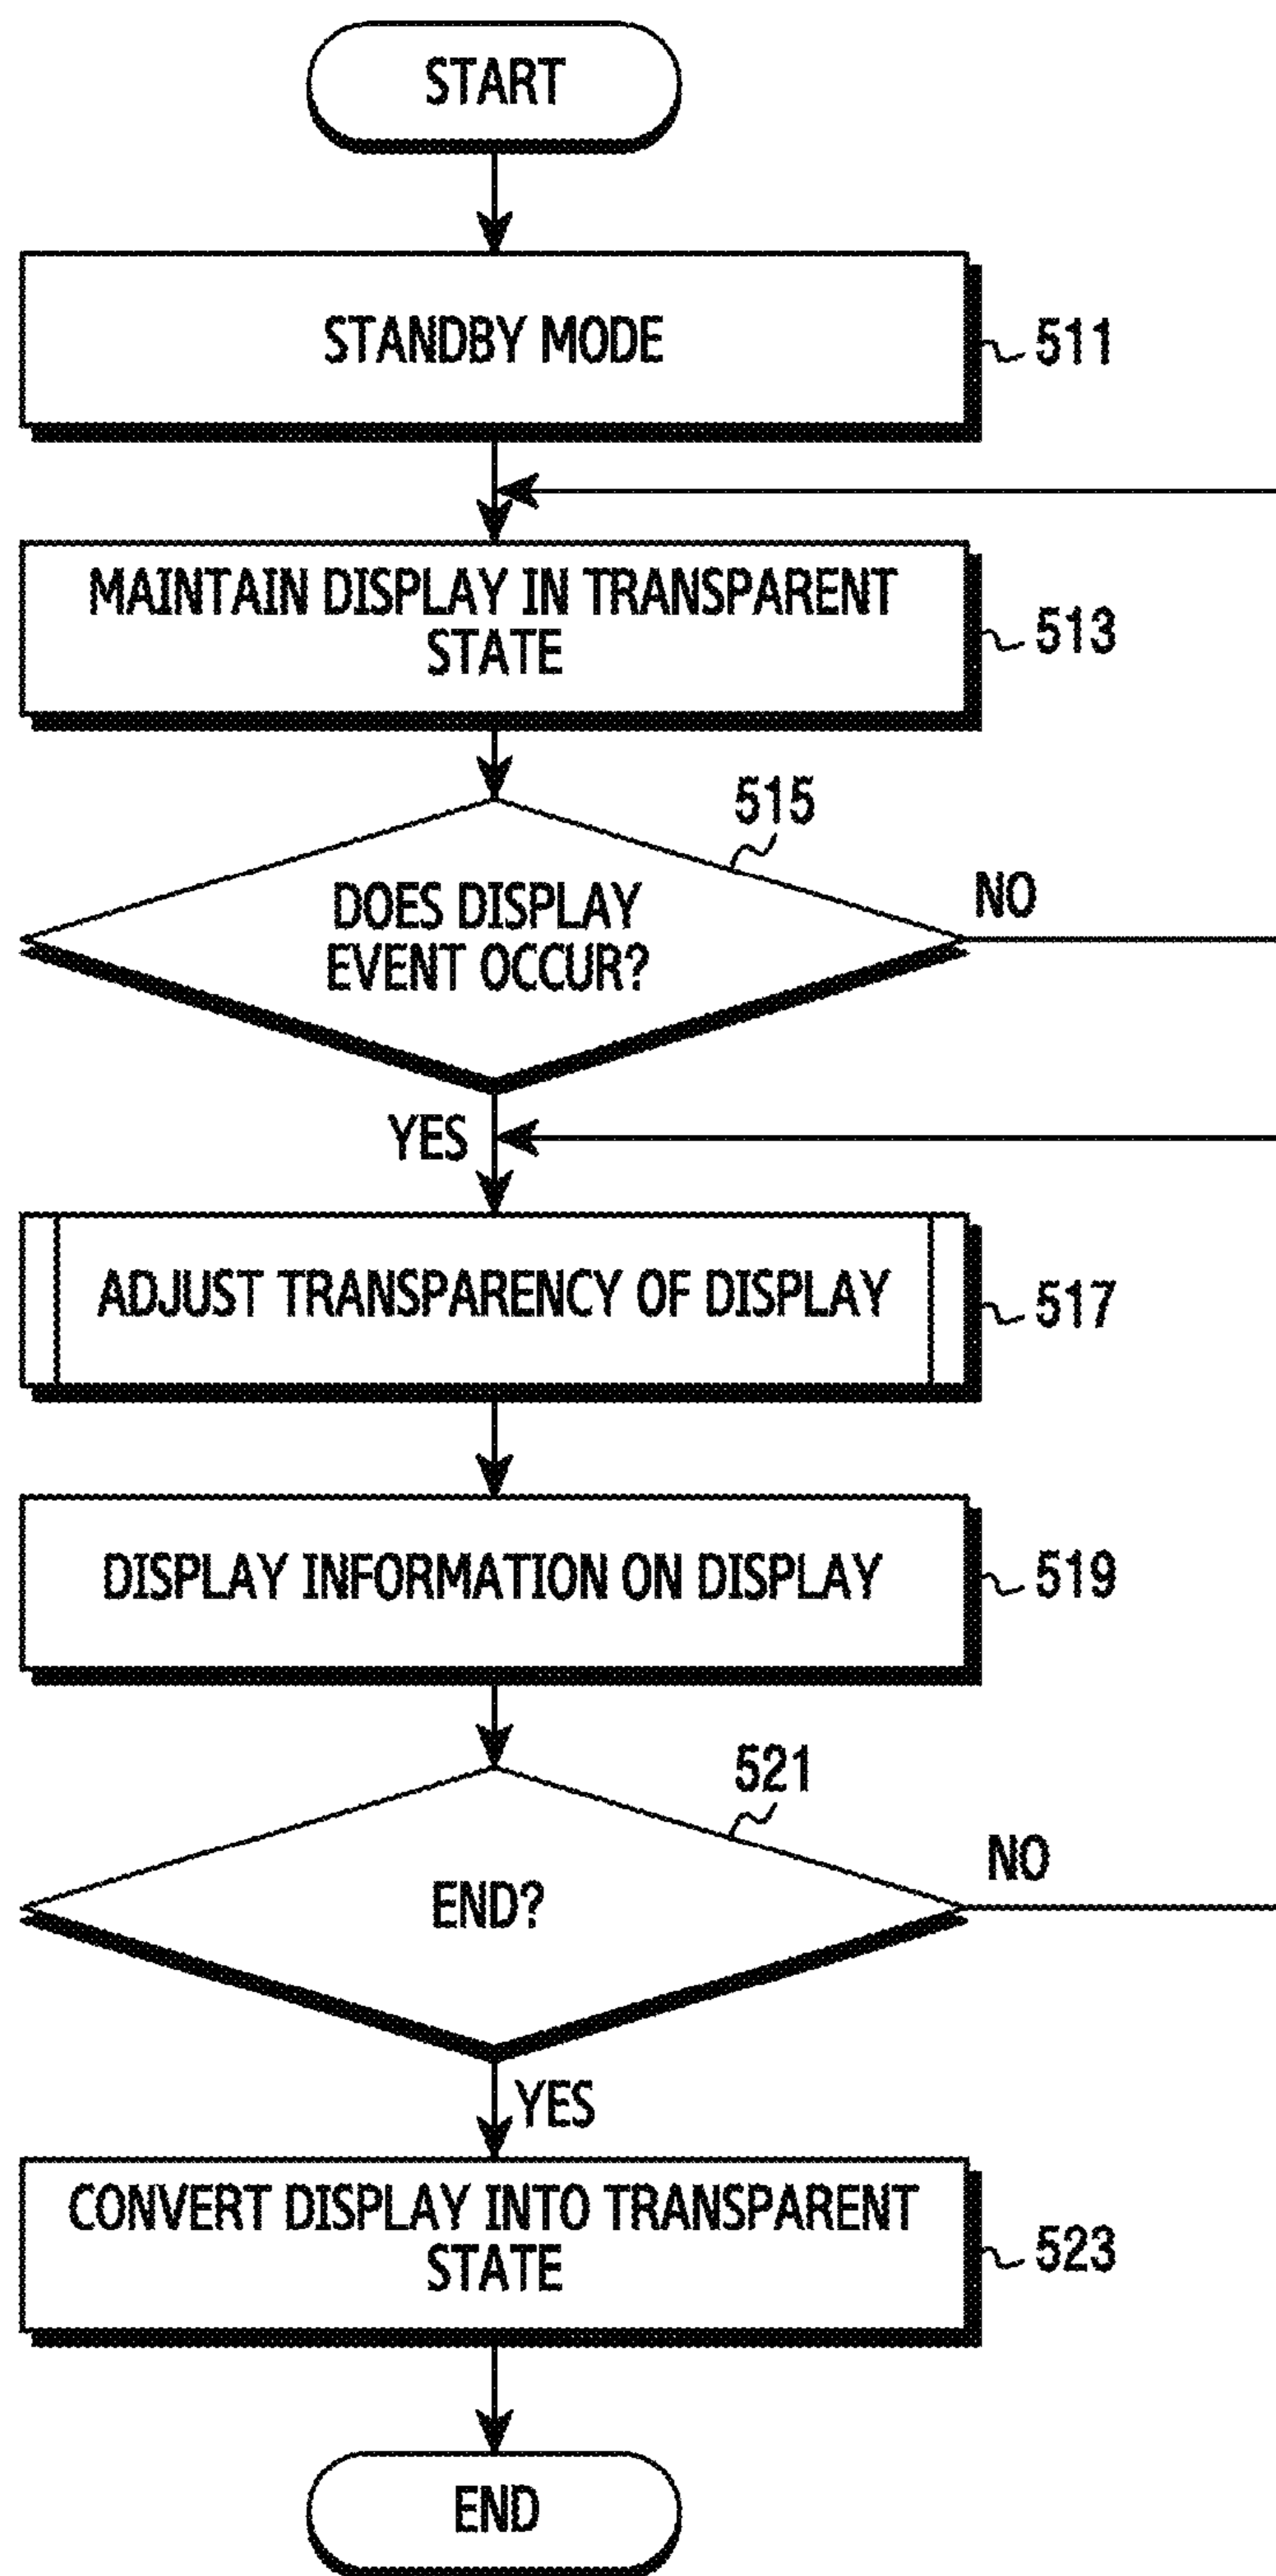 START
STANDBY MODE
511
MAINTAIN DISPLAY IN TRANSPARENT
STATE
513
515
DOES DISPLAY
EVENT OCCUR?
NO
YES
ADJUST TRANSPARENCY OF DISPLAY
517
DISPLAY INFORMATION ON DISPLAY
519
521
END?
NO
YES
CONVERT DISPLAY INTO TRANSPARENT
STATE
523
END